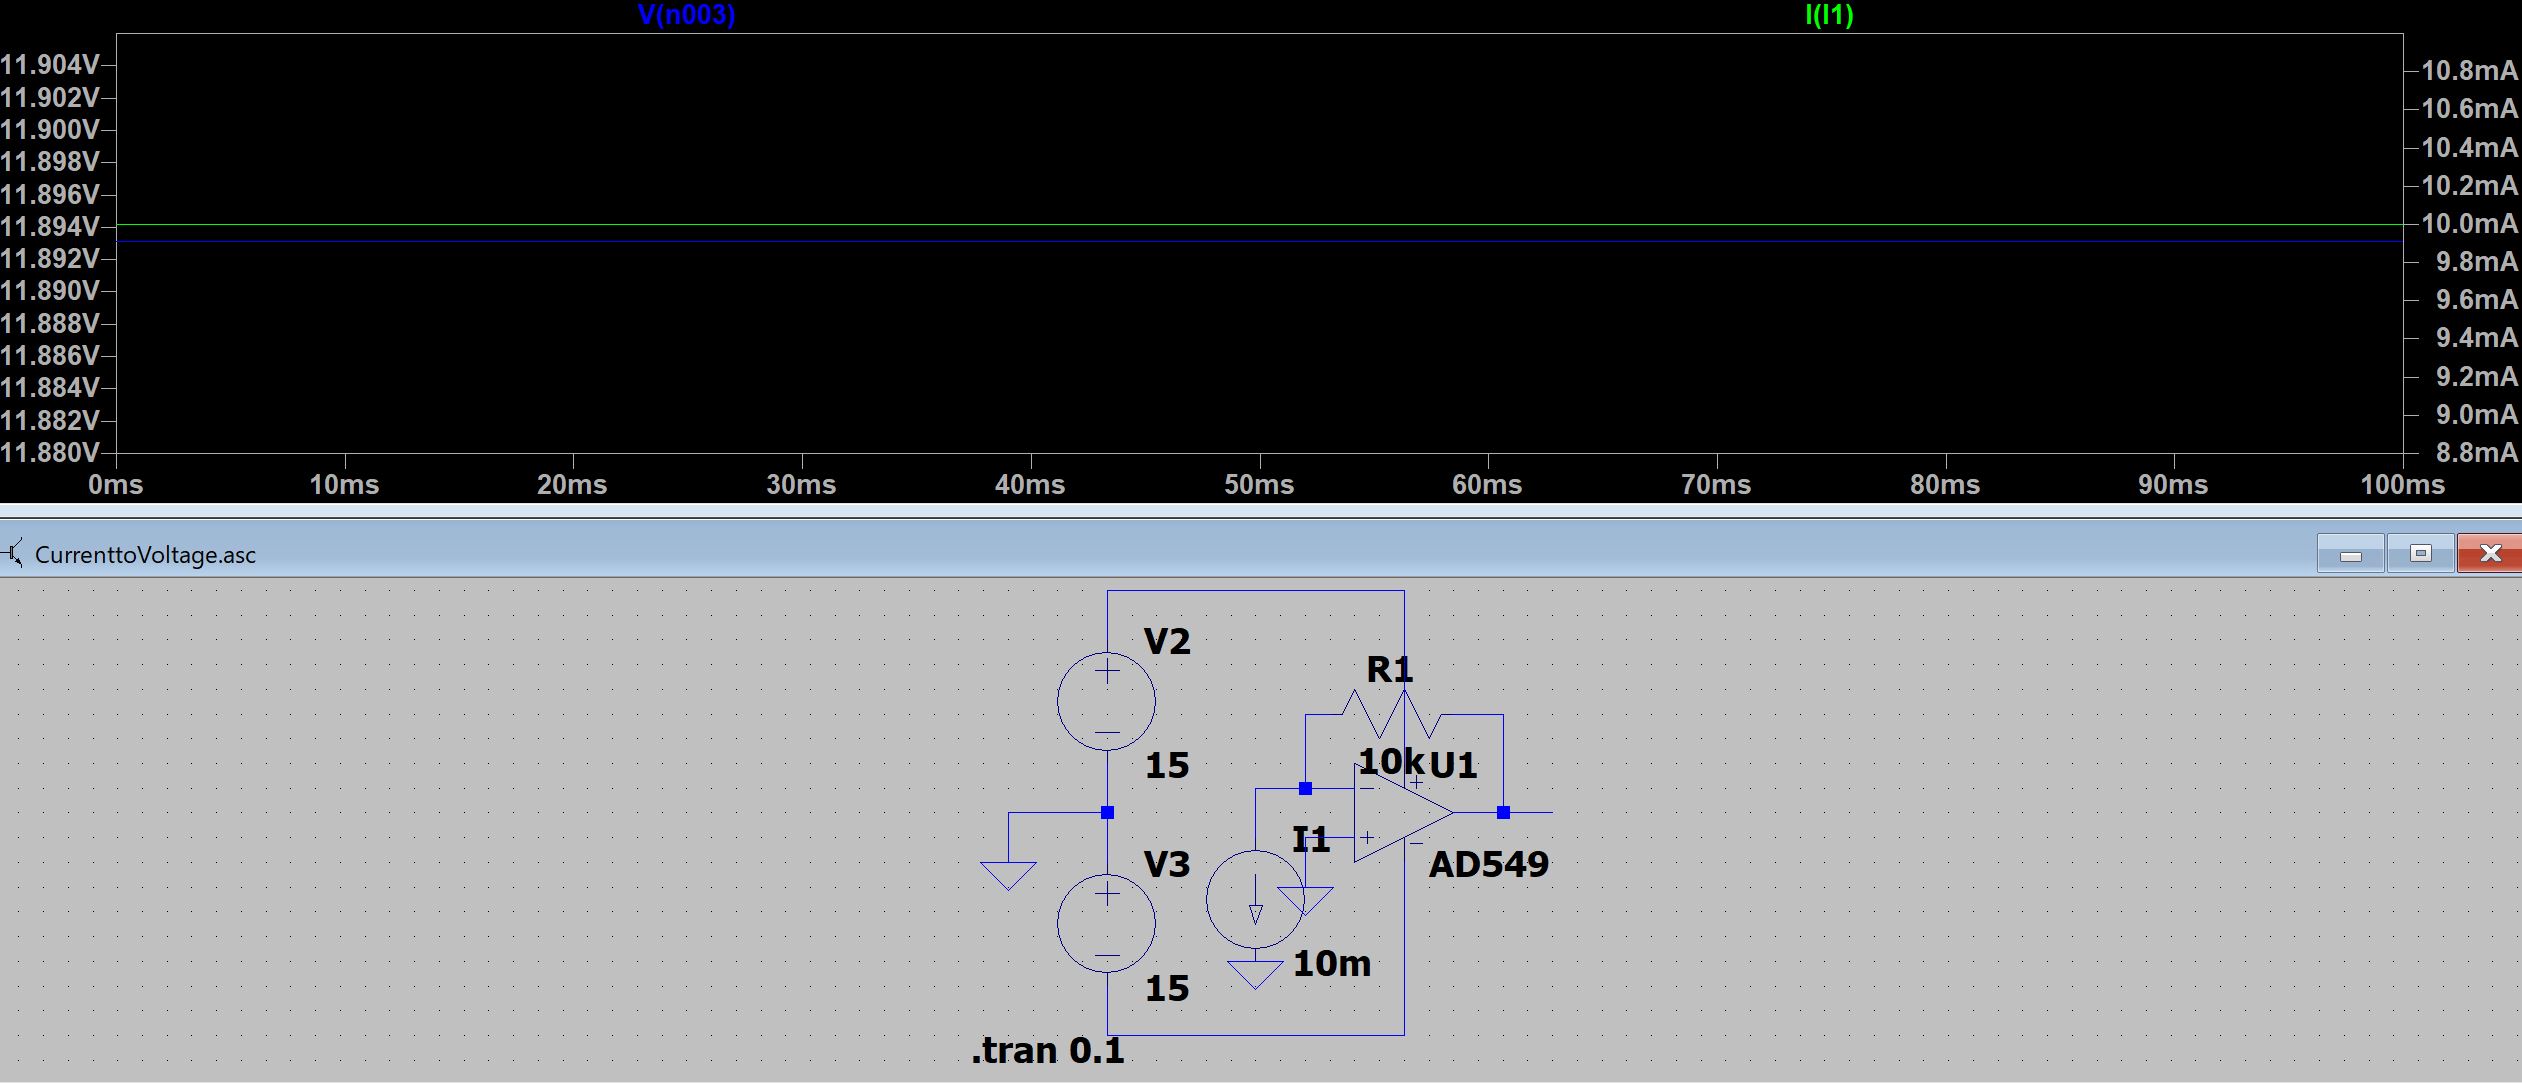 V(n003) I(I1)
11.904V 10.8mA
11.902V 10.6mA
11.900V 10.4mA
11.898V 10.2mA
11.896V 10.0mA
11.894V 9.8mA
11.892V 9.6mA
11.890V 9.4mA
11.888V 9.2mA
11.886V 9.0mA
11.884V 8.8mA
11.882V
11.880V
0ms 10ms 20ms 30ms 40ms 50ms 60ms 70ms 80ms 90ms 100ms
CurrenttoVoltage.asc
V2
R1
15
10k
U1
I1
V3
AD549
10m
15
.tran 0.1